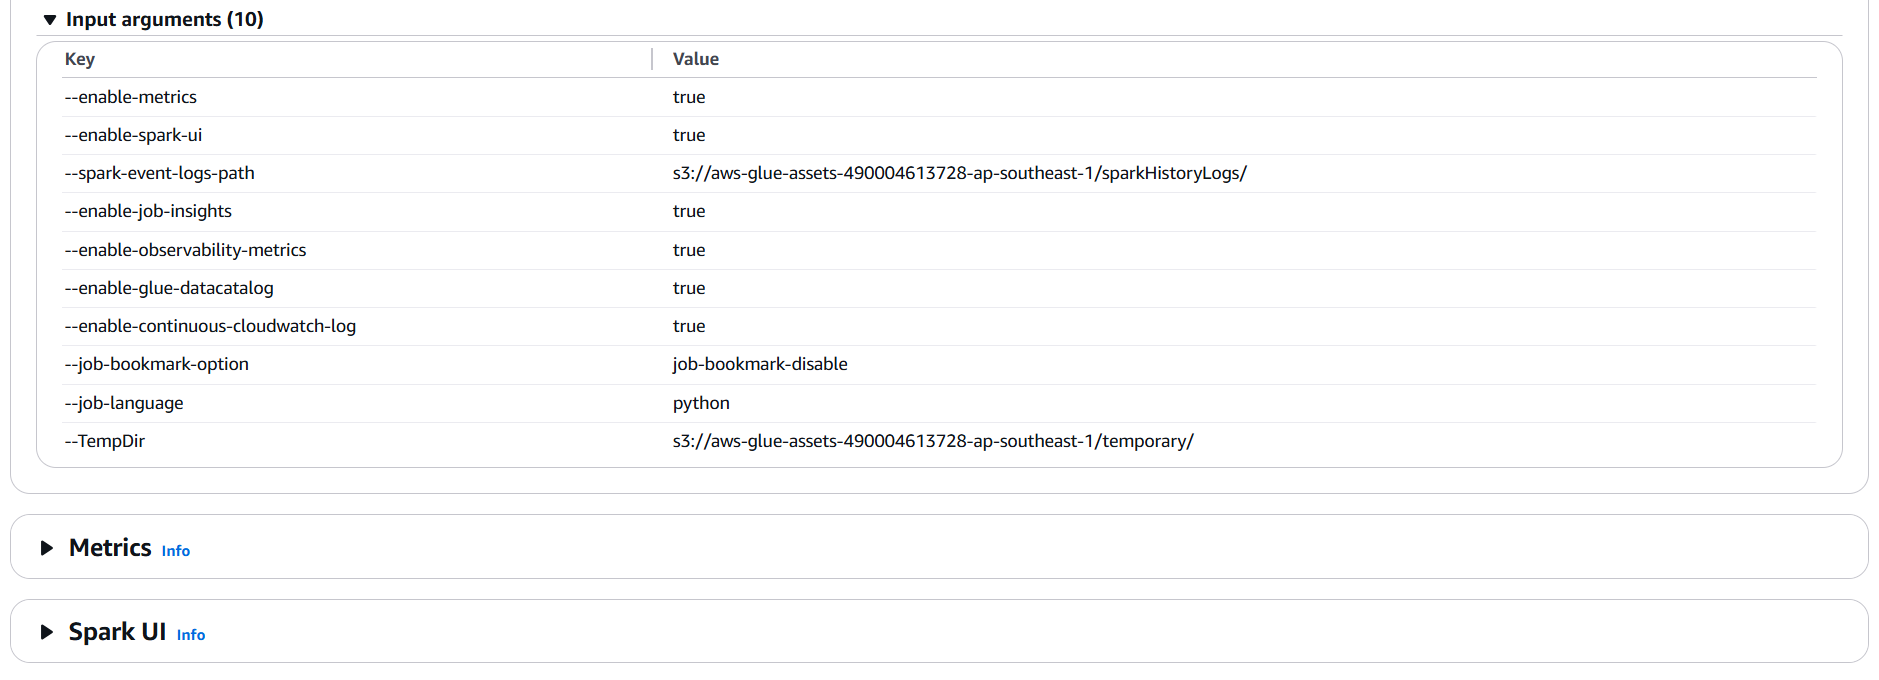 Input arguments (10)
Key Value
--enable-metrics true
--enable-spark-ui true
--spark-event-logs-path s3://aws-glue-assets-490004613728-ap-southeast-1/sparkHistoryLogs/
--enable-job-insights true
--enable-observability-metrics true
--enable-glue-datacatalog true
--enable-continuous-cloudwatch-log true
--job-bookmark-option job-bookmark-disable
--job-language python
--TempDir s3://aws-glue-assets-490004613728-ap-southeast-1/temporary/
Metrics Info
Spark UI Info